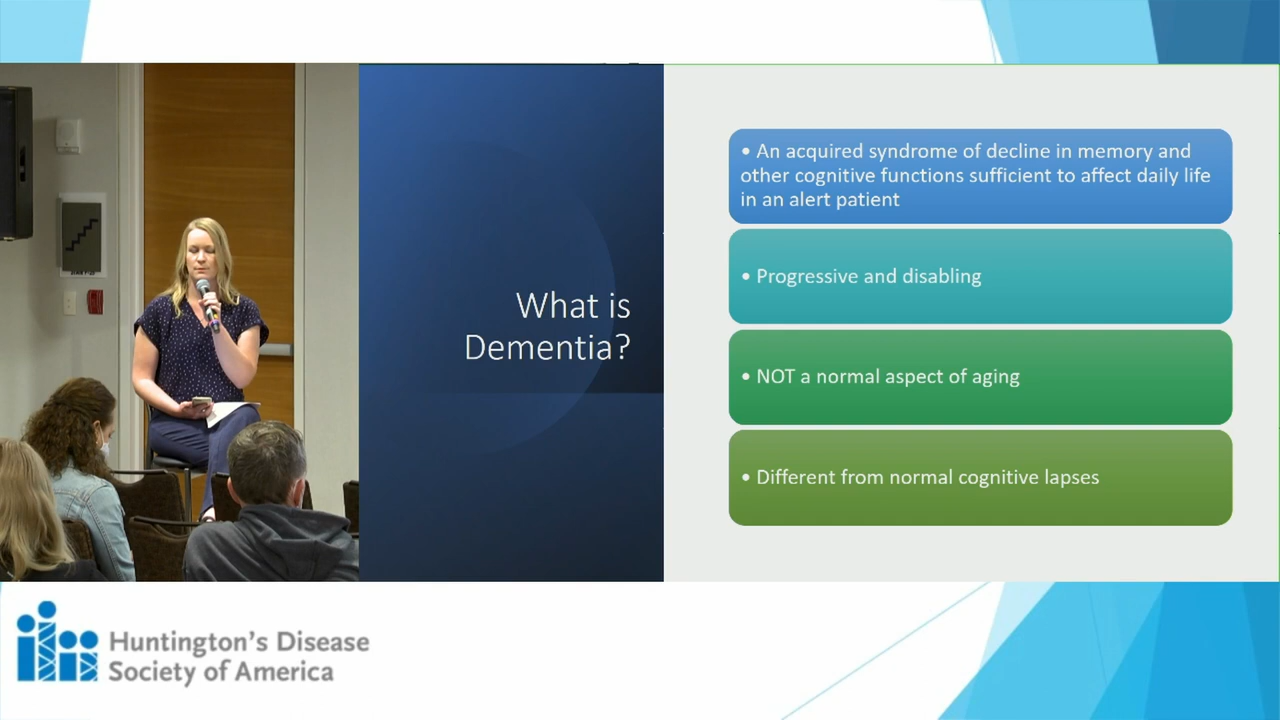 What is
Dementia?
• An acquired syndrome of decline in memory and
other cognitive functions sufficient to affect daily life
in an alert patient
• Progressive and disabling
• NOT a normal aspect of aging
• Different from normal cognitive lapses
Huntington's Disease
Society of America